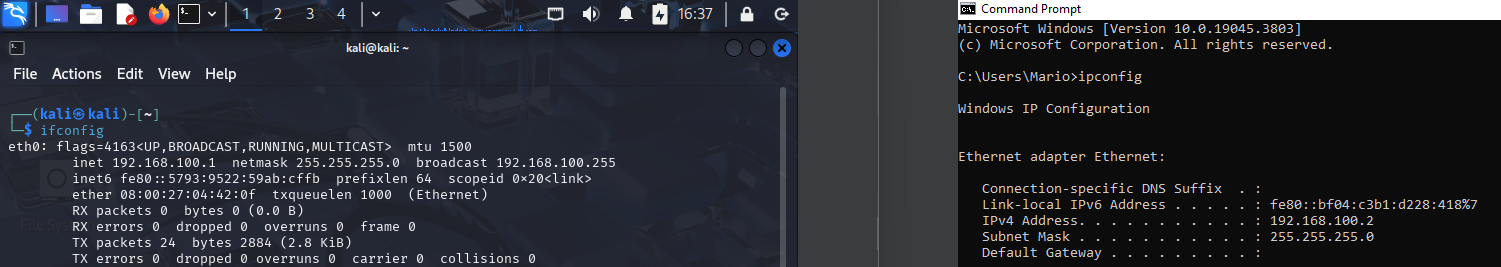 1 2 3 4 16:37
kali@kali: ~
File Actions Edit View Help
┌──(kali㉿kali)-[~]
└─$ ifconfig
eth0: flags=4163<UP,BROADCAST,RUNNING,MULTICAST>  mtu 1500
        inet 192.168.100.1  netmask 255.255.255.0  broadcast 192.168.100.255
        inet6 fe80::5793:9522:59ab:cffb  prefixlen 64  scopeid 0×20<link>
        ether 08:00:27:04:42:0f  txqueuelen 1000  (Ethernet)
        RX packets 0  bytes 0 (0.0 B)
        RX errors 0  dropped 0  overruns 0  frame 0
        TX packets 24  bytes 2884 (2.8 KiB)
        TX errors 0  dropped 0 overruns 0  carrier 0  collisions 0
Command Prompt
Microsoft Windows [Version 10.0.19045.3803]
(c) Microsoft Corporation. All rights reserved.
C:\Users\Mario>ipconfig
Windows IP Configuration
Ethernet adapter Ethernet:
   Connection-specific DNS Suffix  . :
   Link-local IPv6 Address . . . . . : fe80::bf04:c3b1:d228:418%7
   IPv4 Address. . . . . . . . . . . : 192.168.100.2
   Subnet Mask . . . . . . . . . . . : 255.255.255.0
   Default Gateway . . . . . . . . . :